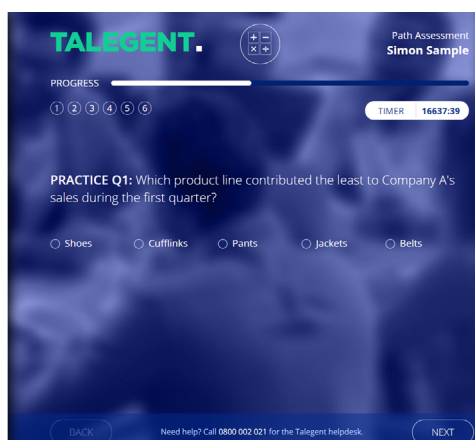 TALEGENT.
Path Assessment
Simon Sample
PROGRESS
1 2 3 4 5 6
TIMER 16637:39
PRACTICE Q1: Which product line contributed the least to Company A's
sales during the first quarter?
Shoes Cufflinks Pants Jackets Belts
BACK Need help? Call 0800 002 021 for the Talegent helpdesk. NEXT